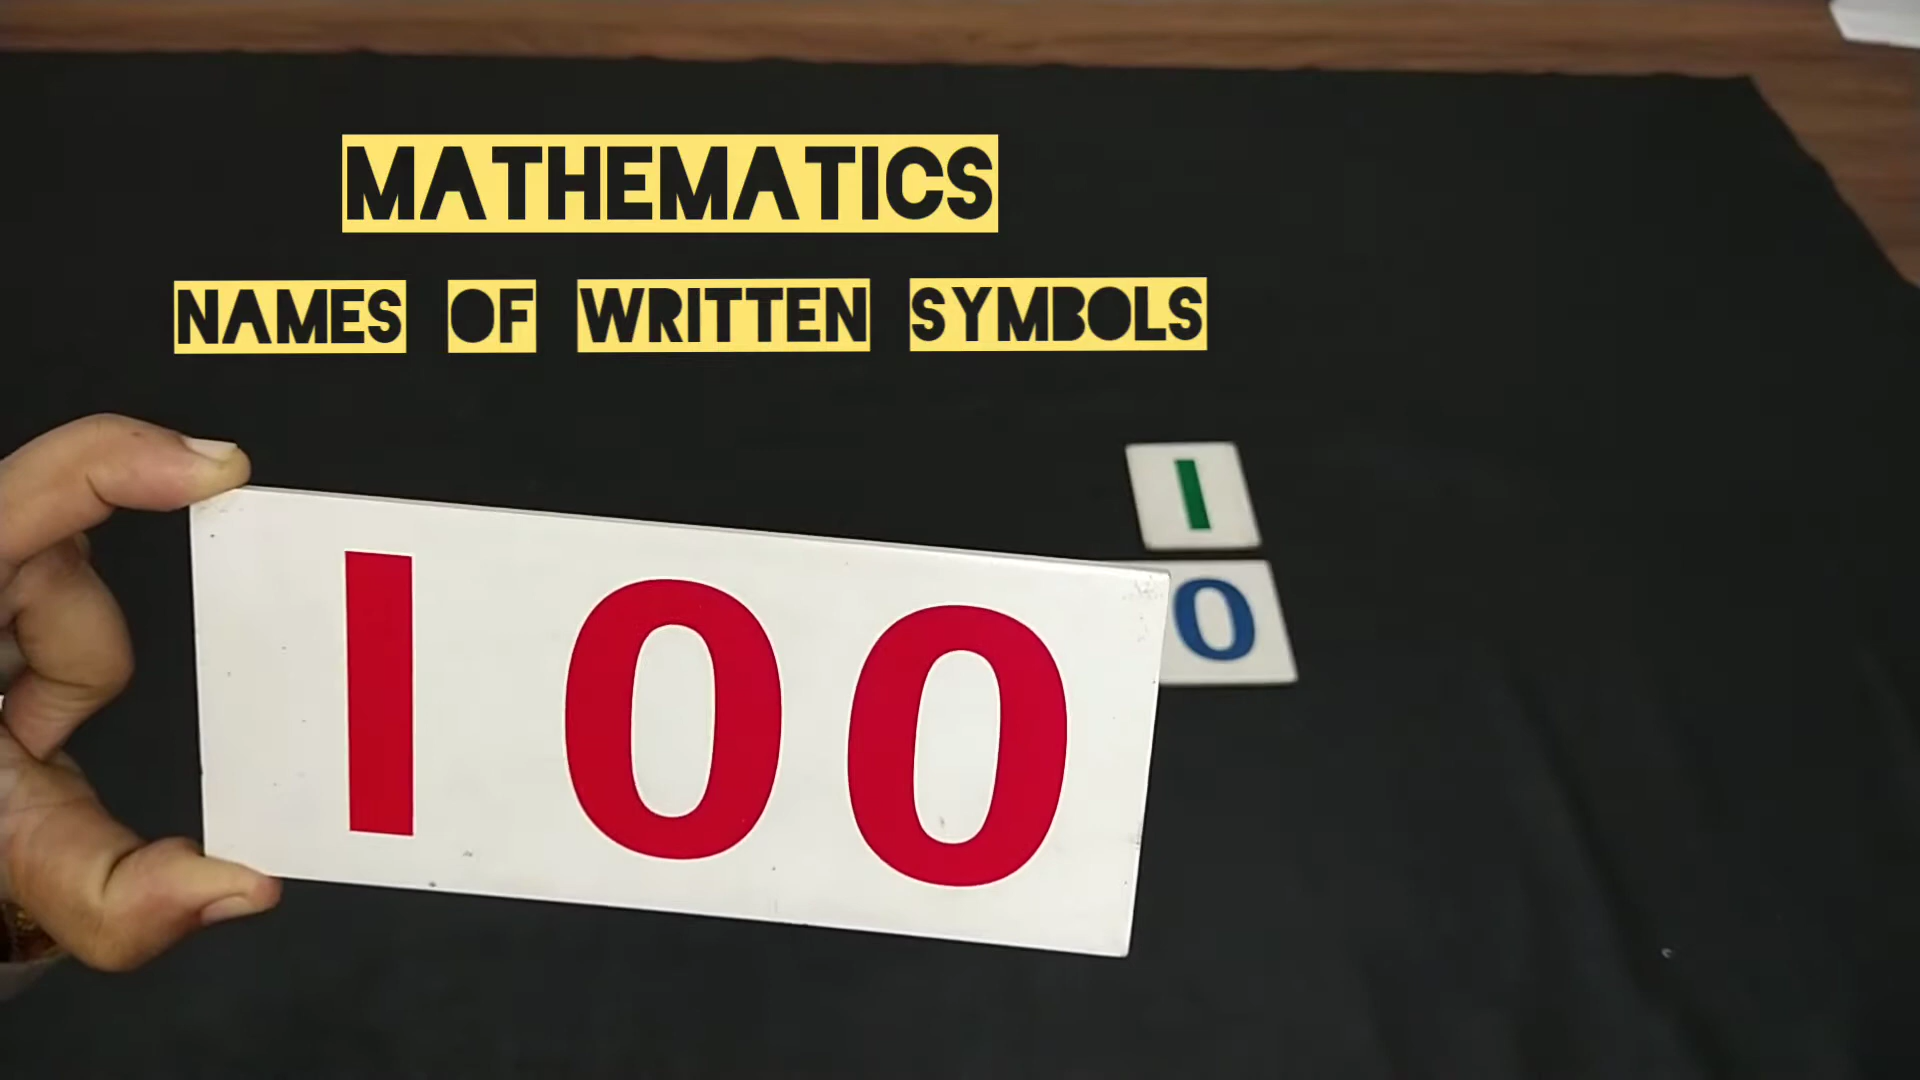 MATHEMATICS
NAMES OF WRITTEN SYMBOLS
1
0
100